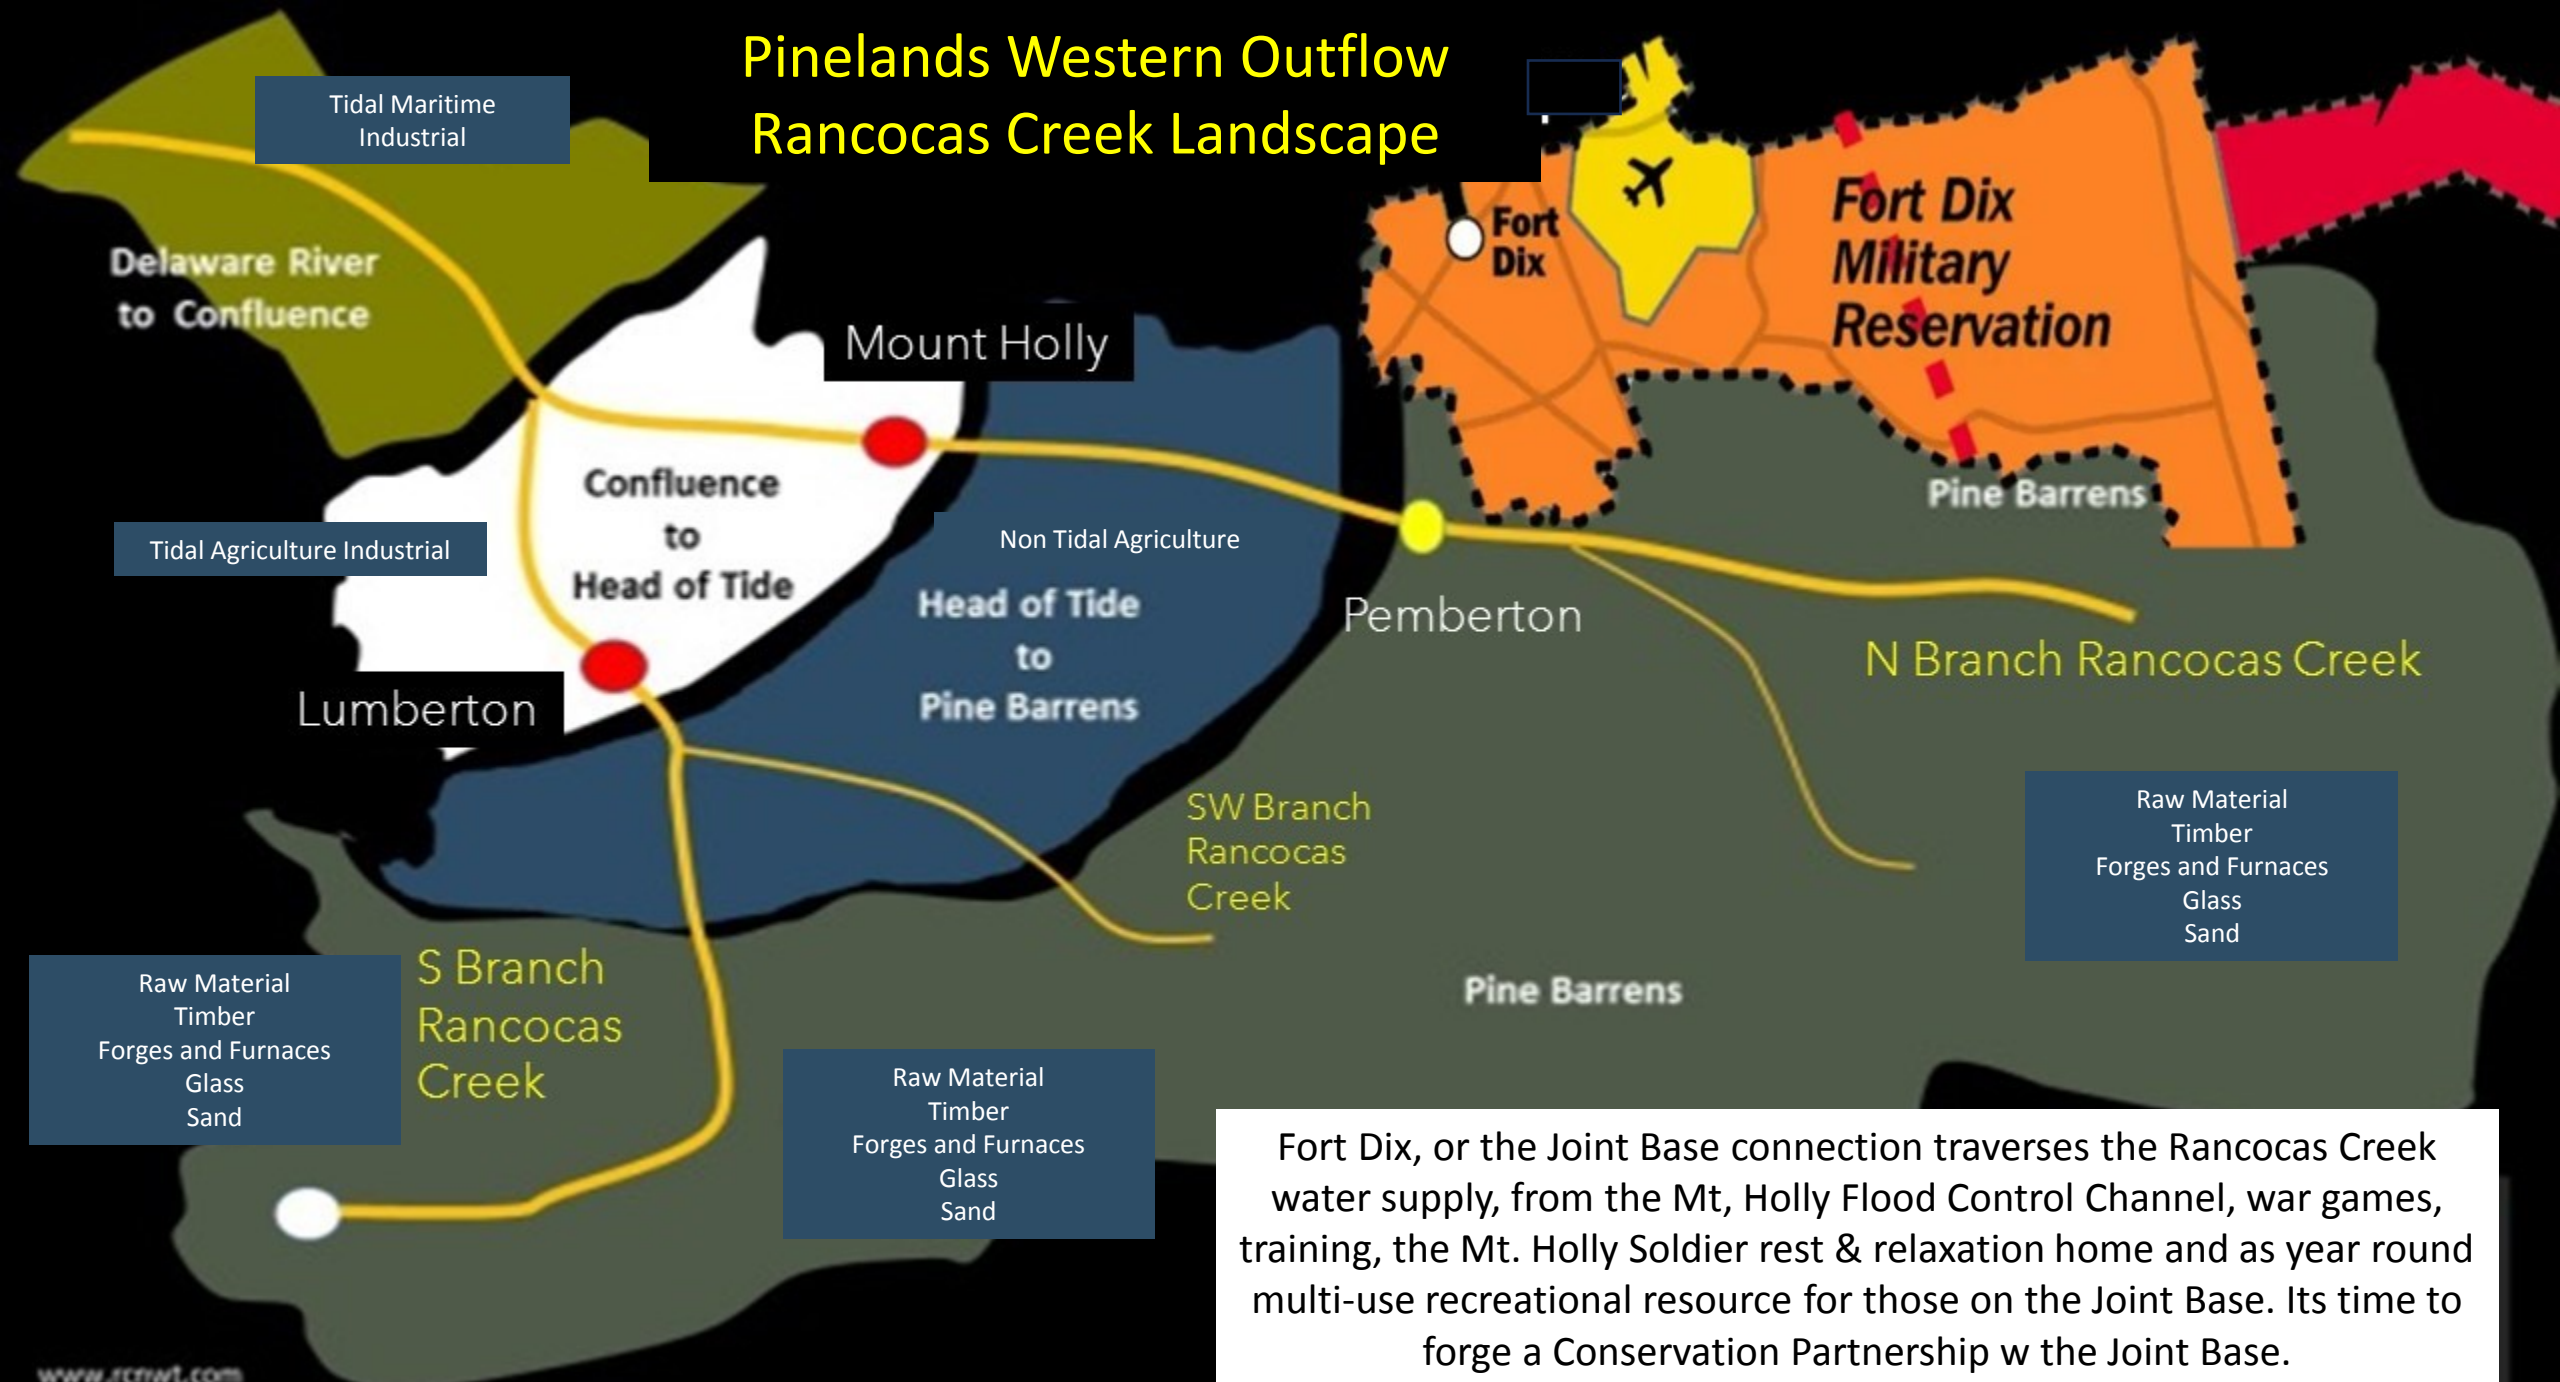 Pinelands Western Outflow
Rancocas Creek Landscape
Tidal Maritime
Industrial
Delaware River
to Confluence
Fort
Dix
Fort Dix
Military
Reservation
Mount Holly
Confluence
to
Head of Tide
Tidal Agriculture Industrial
Non Tidal Agriculture
Head of Tide
to
Pine Barrens
Pine Barrens
Pemberton
N Branch Rancocas Creek
Lumberton
SW Branch
Rancocas
Creek
Raw Material
Timber
Forges and Furnaces
Glass
Sand
S Branch
Rancocas
Creek
Raw Material
Timber
Forges and Furnaces
Glass
Sand
Pine Barrens
Raw Material
Timber
Forges and Furnaces
Glass
Sand
Fort Dix, or the Joint Base connection traverses the Rancocas Creek
water supply, from the Mt, Holly Flood Control Channel, war games,
training, the Mt. Holly Soldier rest & relaxation home and as year round
multi-use recreational resource for those on the Joint Base. Its time to
forge a Conservation Partnership w the Joint Base.
www.rcnwt.com